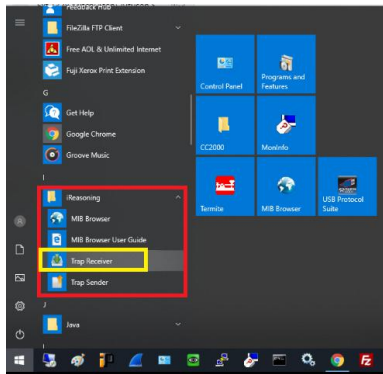 Feedback Hub
FileZilla FTP Client
Free AOL & Unlimited Internet
Fuji Xerox Print Extension
G
Get Help
Google Chrome
Groove Music
I
iReasoning
MIB Browser
MIB Browser User Guide
Trap Receiver
Trap Sender
J
Java
Control Panel
Programs and
Features
CC2000
MonInfo
Termite
MIB Browser
USB Protocol
Suite